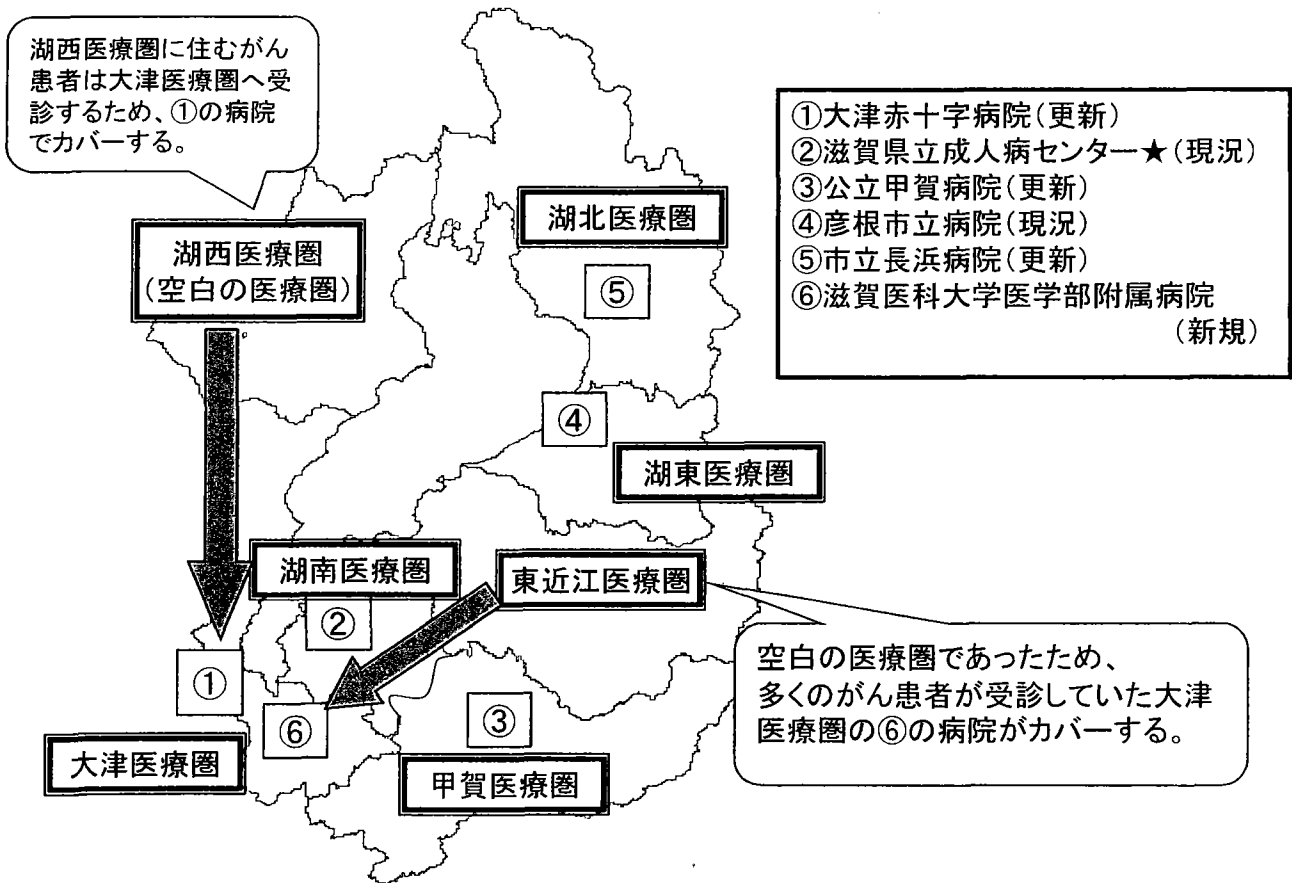 湖西医療圏に住むがん
患者は大津医療圏へ受
診するため、①の病院
でカバーする。
①大津赤十字病院(更新)
②滋賀県立成人病センター★(現況)
③公立甲賀病院(更新)
④彦根市立病院(現況)
⑤市立長浜病院(更新)
⑥滋賀医科大学医学部附属病院
(新規)
湖北医療圏
湖西医療圏
(空白の医療圏)
⑤
④
湖東医療圏
湖南医療圏
東近江医療圏
②
空白の医療圏であったため、
多くのがん患者が受診していた大津
医療圏の⑥の病院がカバーする。
①
⑥
③
大津医療圏
甲賀医療圏